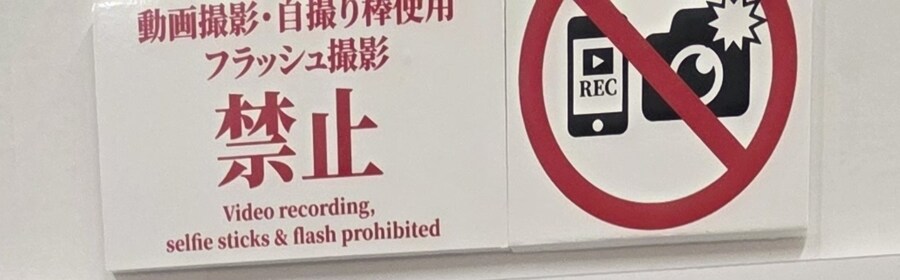 動画撮影・自撮り棒使用
フラッシュ撮影
禁止
Video recording,
selfie sticks & flash prohibited
REC